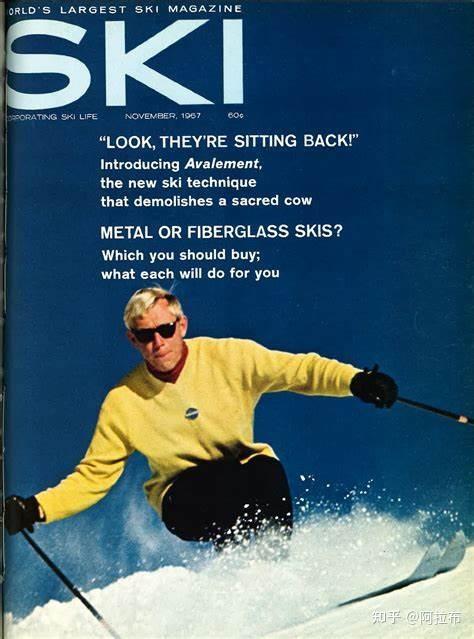 ORLD'S LARGEST SKI MAGAZINE
SKI
ORPORATING SKI LIFE NOVEMBER, 1967 60¢
"LOOK, THEY'RE SITTING BACK!"
Introducing Avalement,
the new ski technique
that demolishes a sacred cow
METAL OR FIBERGLASS SKIS?
Which you should buy;
what each will do for you
知乎 @阿拉布